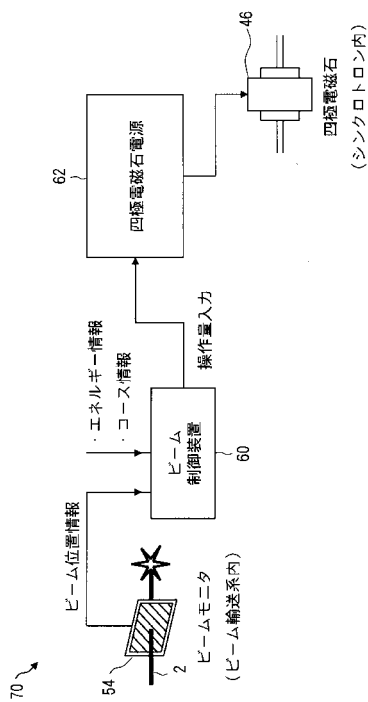 70
ビーム位置情報
・エネルギー情報
・コース情報
54
2
ビームモニタ
(ビーム輸送系内)
ビーム
制御装置
60
操作量入力
62
四極電磁石電源
46
四極電磁石
(シンクロトロン内)